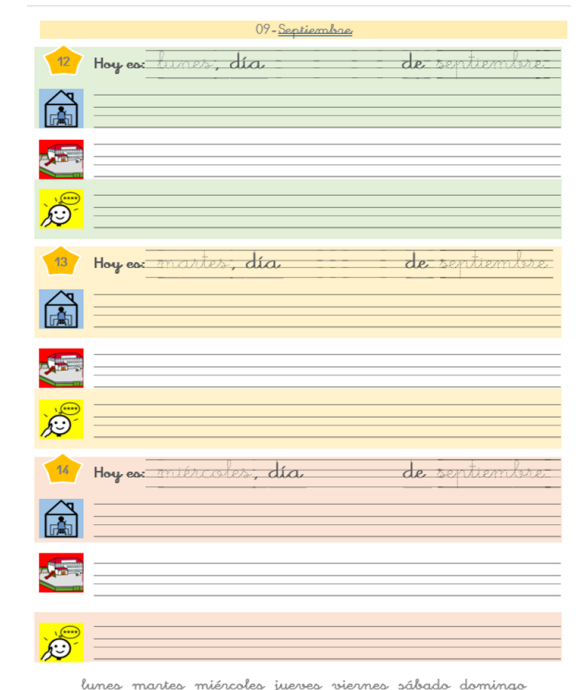 09-Septiembre
12 Hoy es: lunes, día de septiembre
13 Hoy es: martes, día de septiembre
14 Hoy es: miércoles, día de septiembre
lunes martes miércoles jueves viernes sábado domingo